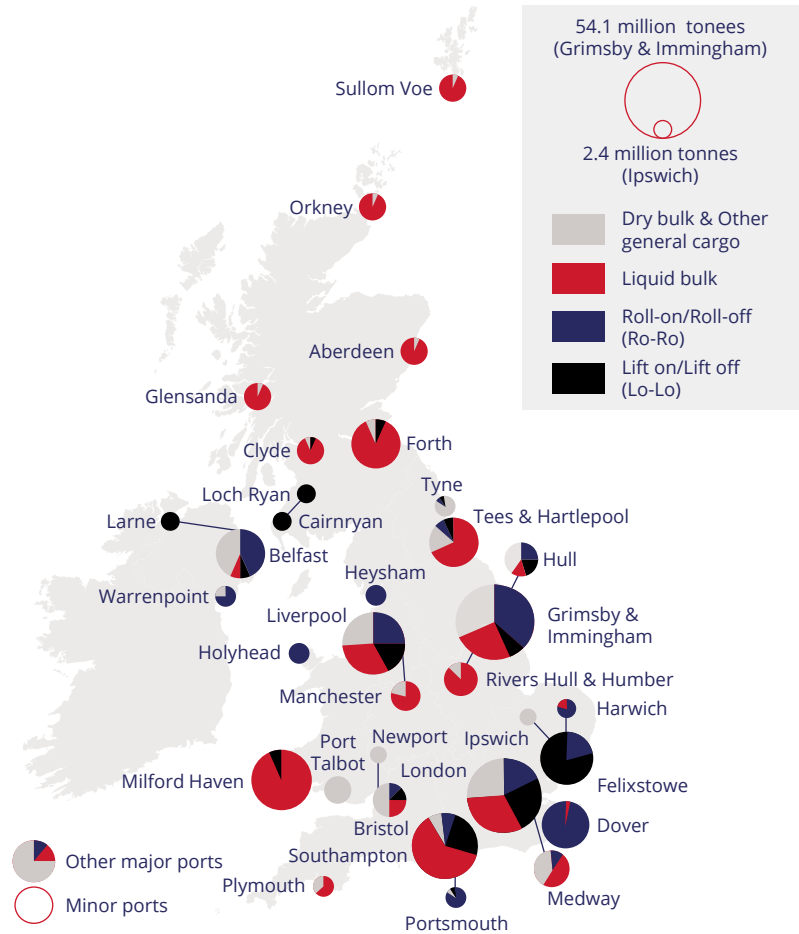 54.1 million tonees
(Grimsby & Immingham)
2.4 million tonnes
(Ipswich)
Dry bulk & Other
general cargo
Liquid bulk
Roll-on/Roll-off
(Ro-Ro)
Lift on/Lift off
(Lo-Lo)
Sullom Voe
Orkney
Aberdeen
Glensanda
Clyde
Forth
Loch Ryan
Tyne
Larne
Cairnryan
Tees & Hartlepool
Belfast
Hull
Heysham
Warrenpoint
Liverpool
Grimsby &
Immingham
Holyhead
Rivers Hull & Humber
Manchester
Harwich
Port
Talbot
Newport
Ipswich
Milford Haven
London
Felixstowe
Bristol
Dover
Southampton
Other major ports
Plymouth
Medway
Minor ports
Portsmouth